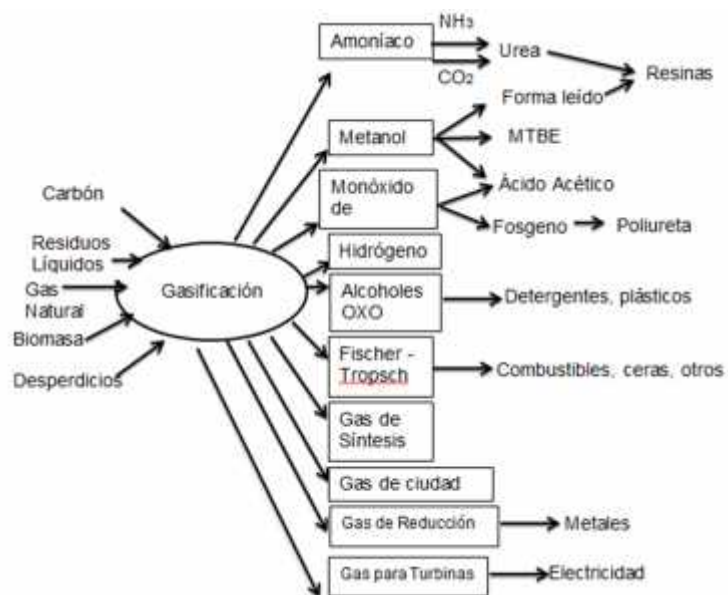 Carbón
Residuos
Líquidos
Gas
Natural
Biomasa
Desperdicios
Gasificación
Amoníaco
NH₃
CO₂
Urea
Resinas
Metanol
Forma leído
MTBE
Ácido Acético
Monóxido
de
Fosgeno
Poliureta
Hidrógeno
Alcoholes
OXO
Detergentes, plásticos
Fischer -
Tropsch
Combustibles, ceras, otros
Gas de
Síntesis
Gas de ciudad
Gas de Reducción
Metales
Gas para Turbinas
Electricidad